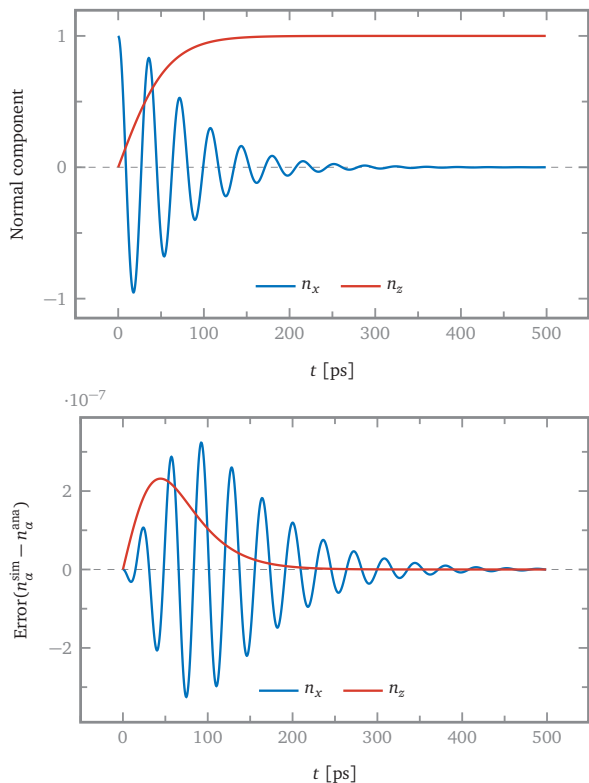 1
0
−1
Normal component
n_x n_z
0 100 200 300 400 500
t [ps]
·10⁻⁷
2
0
−2
Error(n_α^sim − n_α^ana)
n_x n_z
0 100 200 300 400 500
t [ps]